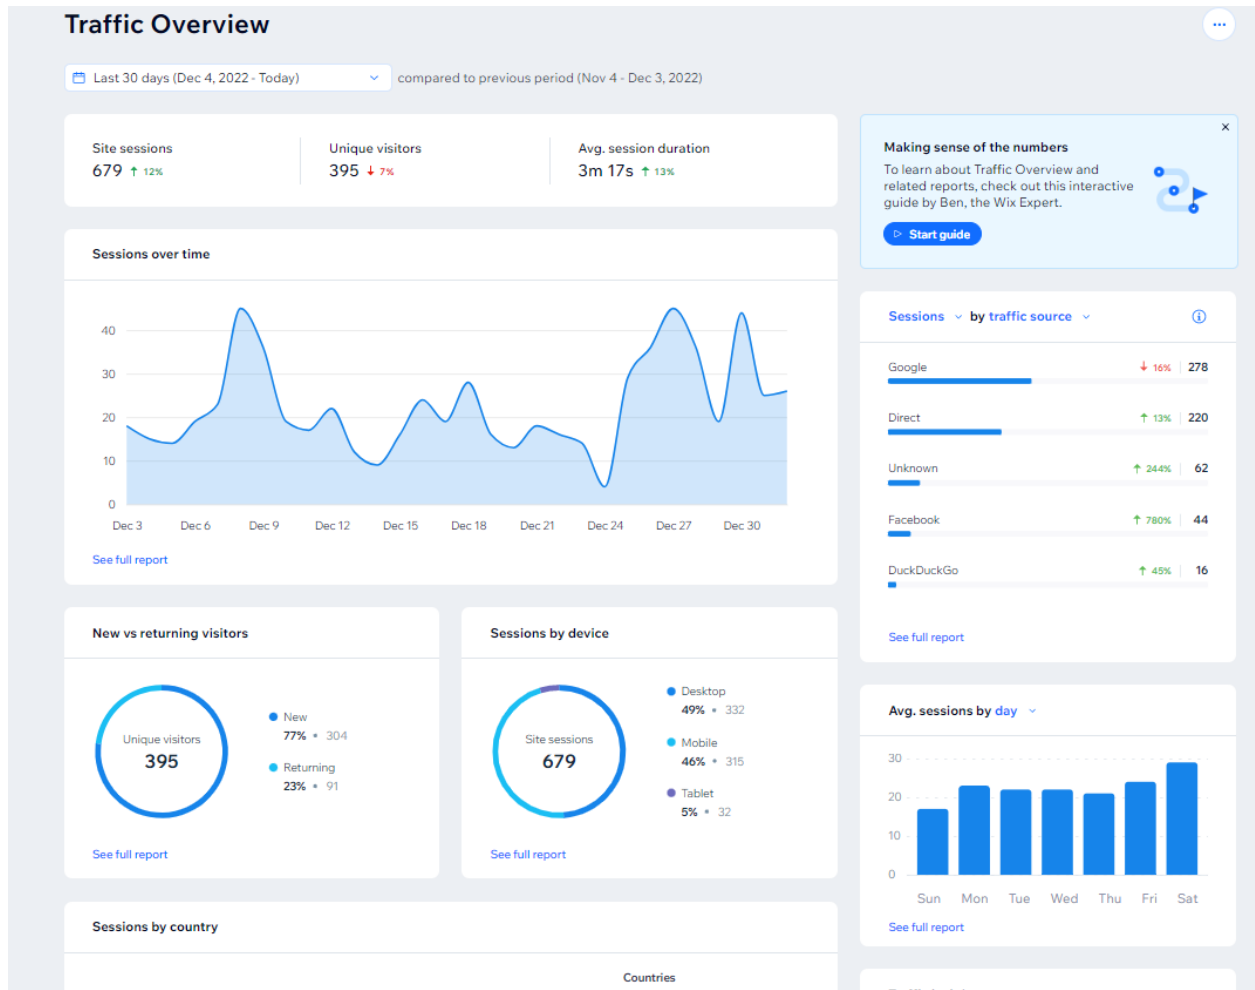 Traffic Overview
...
Last 30 days (Dec 4, 2022 - Today)
compared to previous period (Nov 4 - Dec 3, 2022)
Site sessions
679 ↑ 12%
Unique visitors
395 ↓ 7%
Avg. session duration
3m 17s ↑ 13%
Sessions over time
40
30
20
10
0
Dec 3 Dec 6 Dec 9 Dec 12 Dec 15 Dec 18 Dec 21 Dec 24 Dec 27 Dec 30
See full report
New vs returning visitors
Unique visitors
395
New
77% • 304
Returning
23% • 91
See full report
Sessions by device
Site sessions
679
Desktop
49% • 332
Mobile
46% • 315
Tablet
5% • 32
See full report
Sessions by country
Countries
Making sense of the numbers
To learn about Traffic Overview and
related reports, check out this interactive
guide by Ben, the Wix Expert.
Start guide
Sessions by traffic source
Google ↓ 16% 278
Direct ↑ 13% 220
Unknown ↑ 244% 62
Facebook ↑ 780% 44
DuckDuckGo ↑ 45% 16
See full report
Avg. sessions by day
30
20
10
0
Sun Mon Tue Wed Thu Fri Sat
See full report